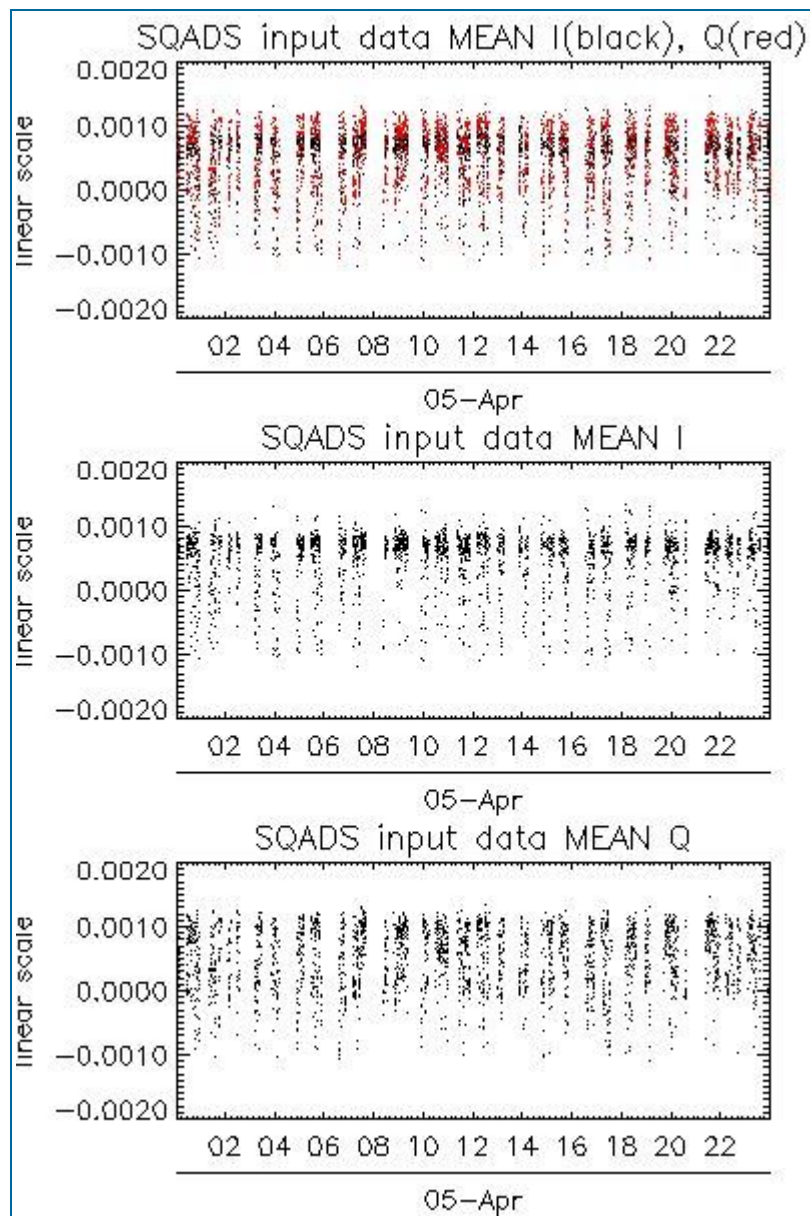 SQADS input data MEAN I(black), Q(red)
linear scale
0.0020
0.0010
0.0000
−0.0010
−0.0020
02 04 06 08 10 12 14 16 18 20 22
05-Apr
SQADS input data MEAN I
linear scale
0.0020
0.0010
0.0000
−0.0010
−0.0020
02 04 06 08 10 12 14 16 18 20 22
05-Apr
SQADS input data MEAN Q
linear scale
0.0020
0.0010
0.0000
−0.0010
−0.0020
02 04 06 08 10 12 14 16 18 20 22
05-Apr